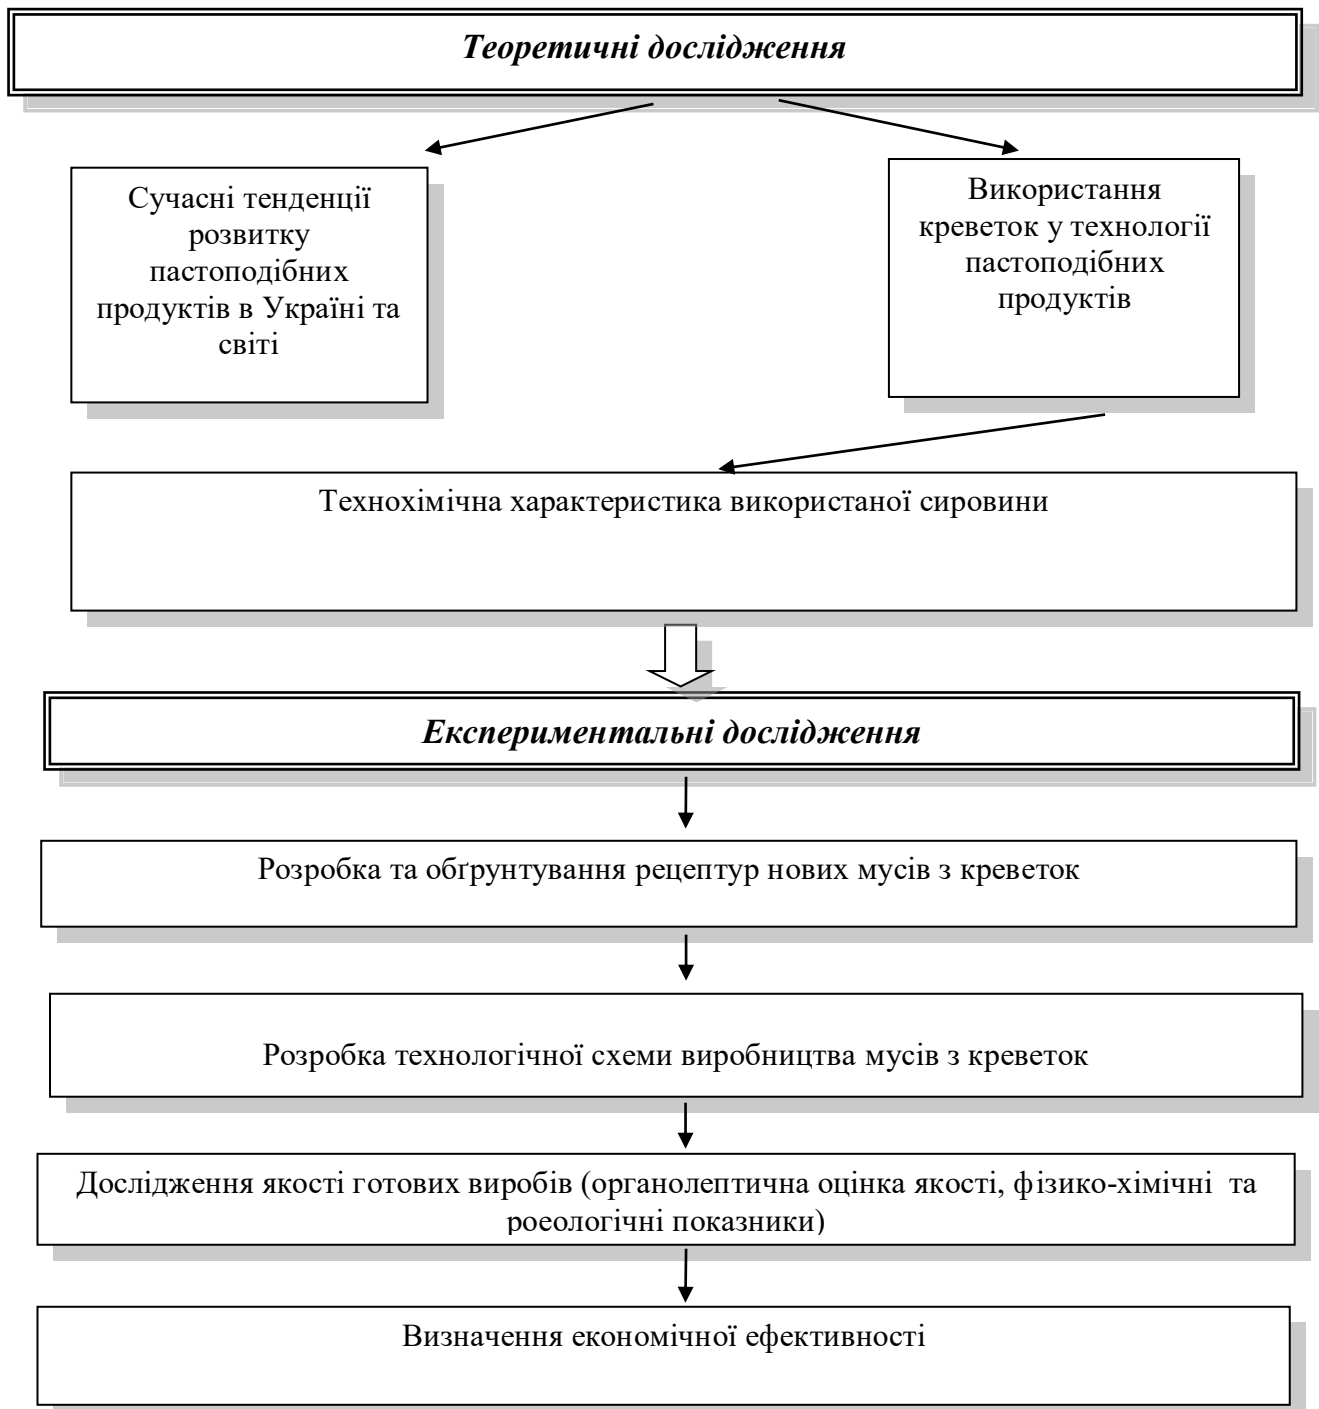 Теоретичні дослідження
Сучасні тенденції
розвитку
пастоподібних
продуктів в Україні та
світі
Використання
креветок у технології
пастоподібних
продуктів
Технохімічна характеристика використаної сировини
Експериментальні дослідження
Розробка та обґрунтування рецептур нових мусів з креветок
Розробка технологічної схеми виробництва мусів з креветок
Дослідження якості готових виробів (органолептична оцінка якості, фізико-хімічні та
роеологічні показники)
Визначення економічної ефективності